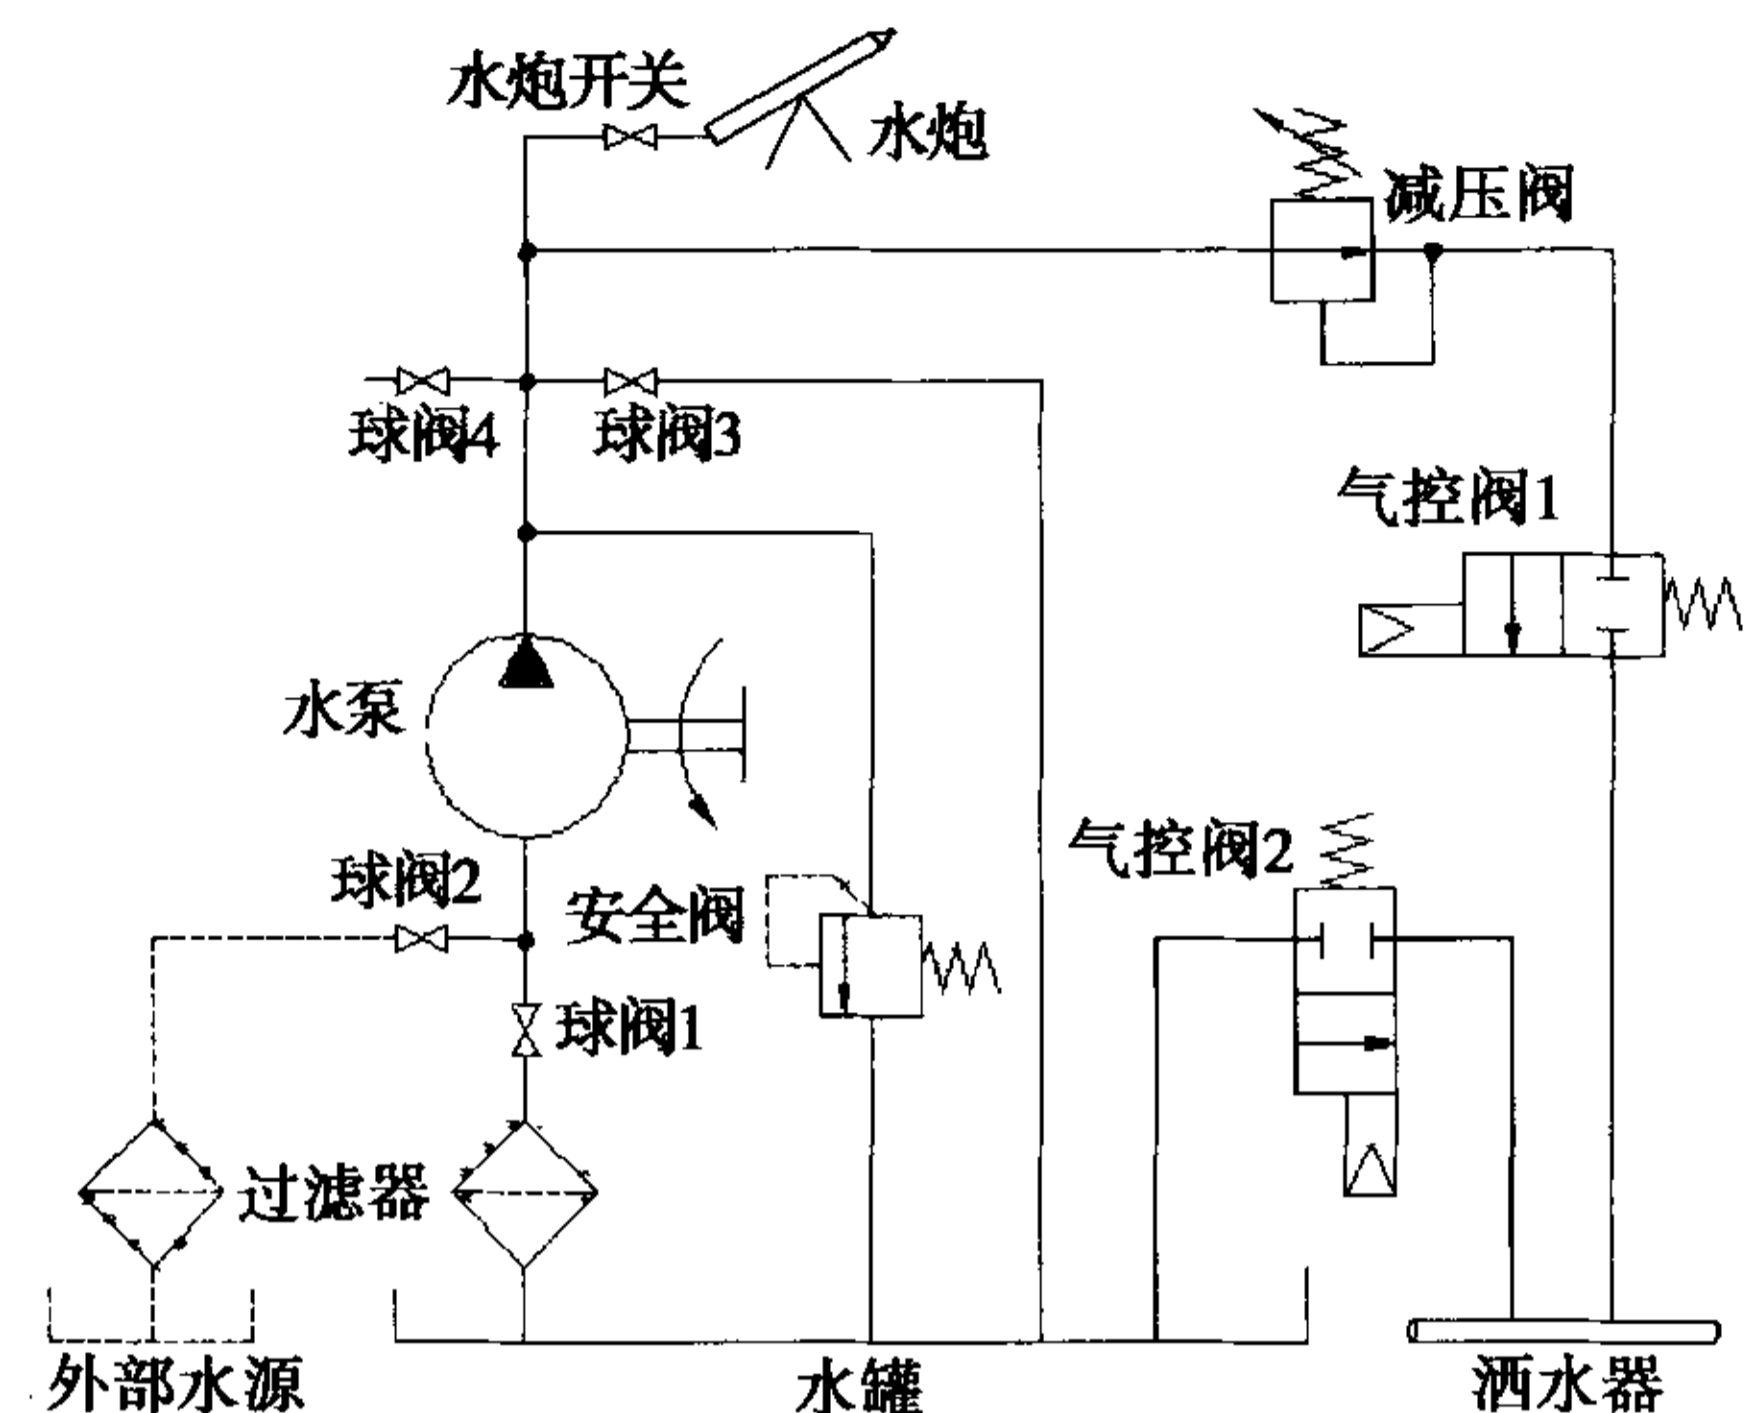 水炮开关
水炮
减压阀
球阀4
球阀3
气控阀1
水泵
气控阀2
球阀2
安全阀
球阀1
过滤器
外部水源
水罐
洒水器